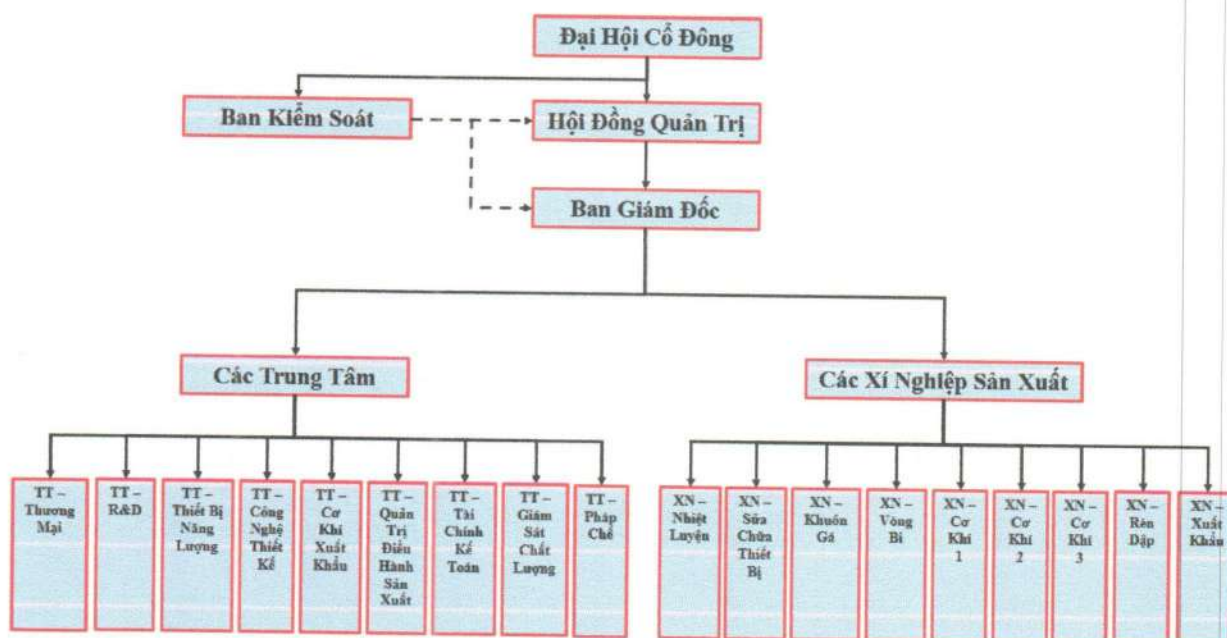 Đại Hội Cổ Đông
Ban Kiểm Soát
Hội Đồng Quản Trị
Ban Giám Đốc
Các Trung Tâm
Các Xí Nghiệp Sản Xuất
TT –
Thương
Mại
TT –
R&D
TT –
Thiết Bị
Năng
Lượng
TT –
Công
Nghệ
Thiết
Kế
TT –
Cơ
Khí
Xuất
Khẩu
TT –
Quản
Trị
Điều
Hành
Sản
Xuất
TT –
Tài
Chính
Kế
Toán
TT –
Giám
Sát
Chất
Lượng
TT –
Pháp
Chế
XN –
Nhiệt
Luyện
XN –
Sửa
Chữa
Thiết
Bị
XN –
Khuôn
Gá
XN –
Vòng
Bi
XN –
Cơ
Khí
1
XN –
Cơ
Khí
2
XN –
Cơ
Khí
3
XN –
Rèn
Dập
XN –
Xuất
Khẩu